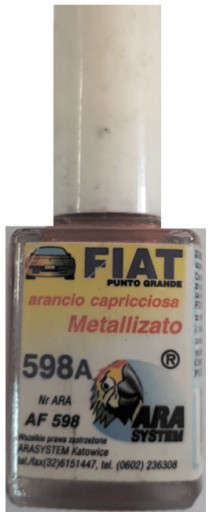 FIAT
PUNTO GRANDE
arancio capricciosa
Metallizato
598A
®
Nr ARA
AF 598
ARA
SYSTEM
Wszelkie prawa zastrzeżone
ARASYSTEM Katowice
tel./fax(32)6151447, tel. (0602) 236308